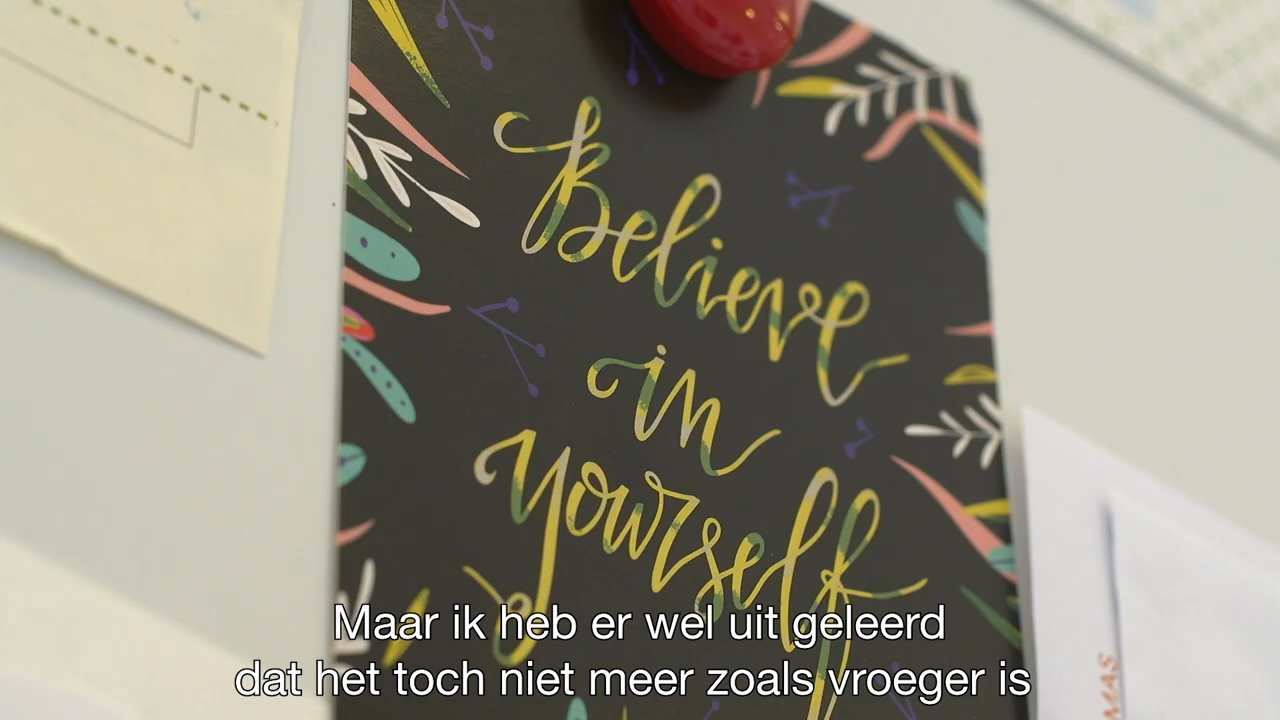 Believe
in
yourself
Maar ik heb er wel uit geleerd
dat het toch niet meer zoals vroeger is